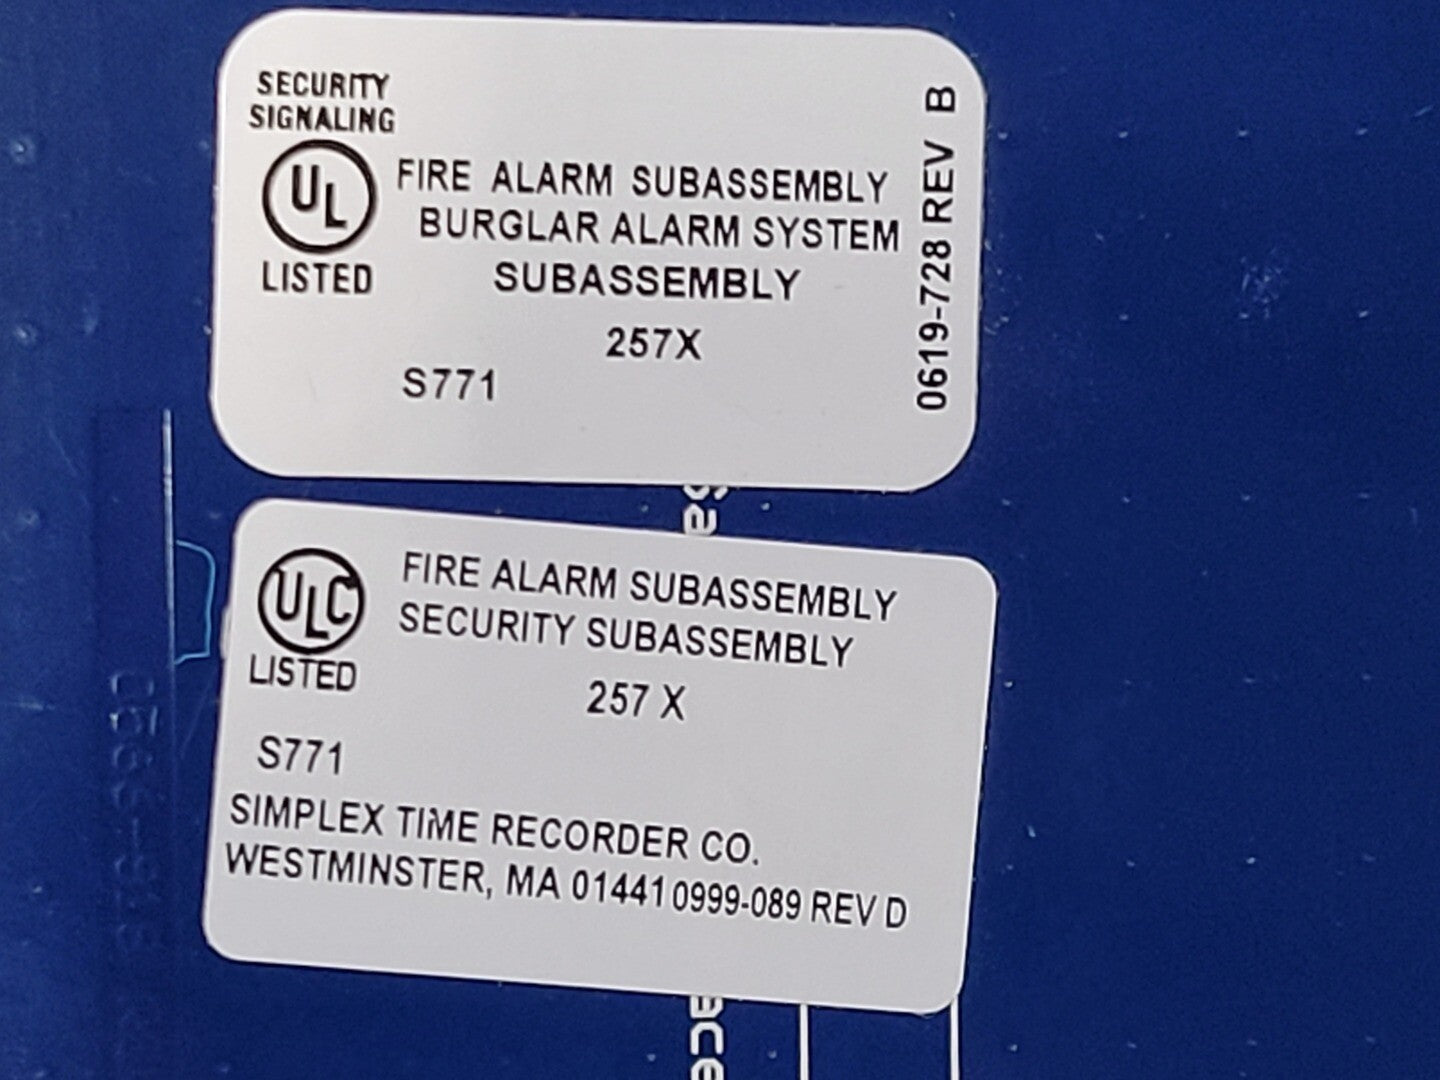 SECURITY
SIGNALING
UL
LISTED
FIRE ALARM SUBASSEMBLY
BURGLAR ALARM SYSTEM
SUBASSEMBLY
257X
S771
0619-728 REV B
ULC
LISTED
FIRE ALARM SUBASSEMBLY
SECURITY SUBASSEMBLY
257 X
S771
SIMPLEX TIME RECORDER CO.
WESTMINSTER, MA 01441 0999-089 REV D